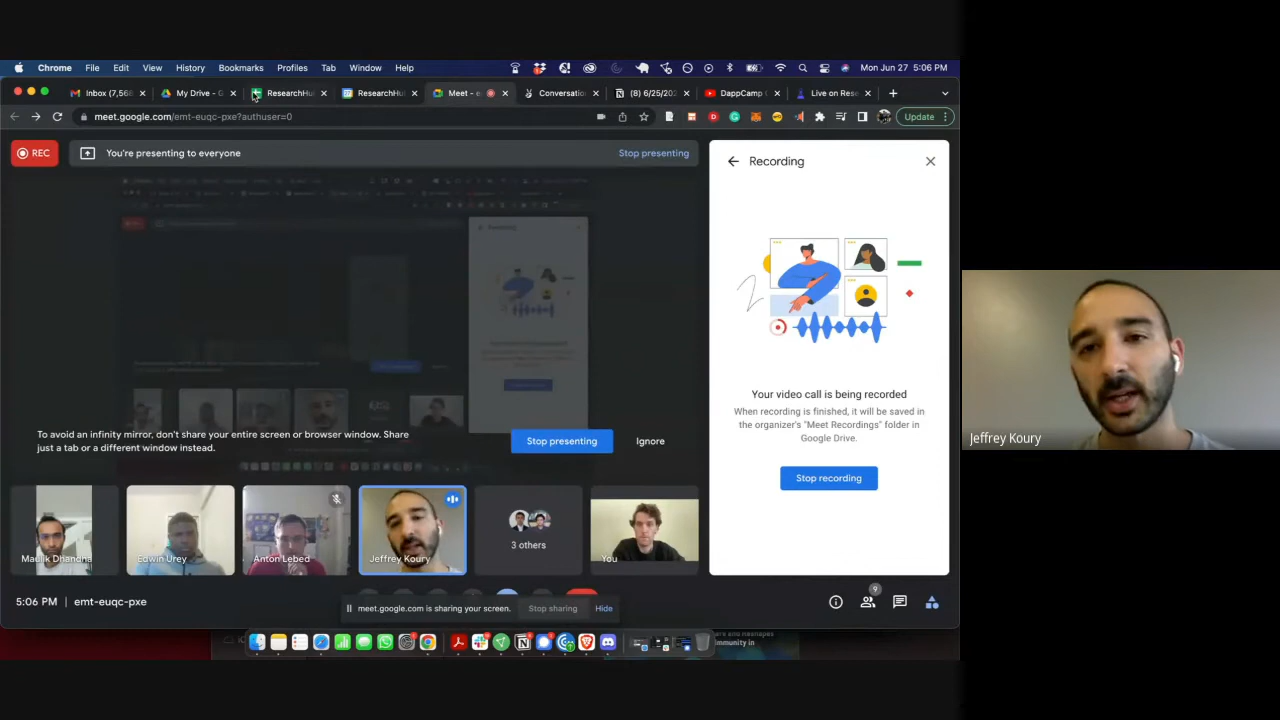 Chrome File Edit View History Bookmarks Profiles Tab Window Help Mon Jun 27 5:06 PM
Inbox (7,568 My Drive - G ResearchHu ResearchHu Meet - e Conversatio (8) 6/25/202 DappCamp C Live on Rese
meet.google.com/emt-euqc-pxe?authuser=0 Update
REC You're presenting to everyone Stop presenting
Recording
To avoid an infinity mirror, don't share your entire screen or browser window. Share
just a tab or a different window instead.
Stop presenting Ignore
Your video call is being recorded
When recording is finished, it will be saved in
the organizer's "Meet Recordings" folder in
Google Drive.
Stop recording
Edwin Urey
Anton Lebed
Jeffrey Koury
3 others
You
5:06 PM | emt-euqc-pxe
meet.google.com is sharing your screen. Stop sharing Hide
9
Jeffrey Koury